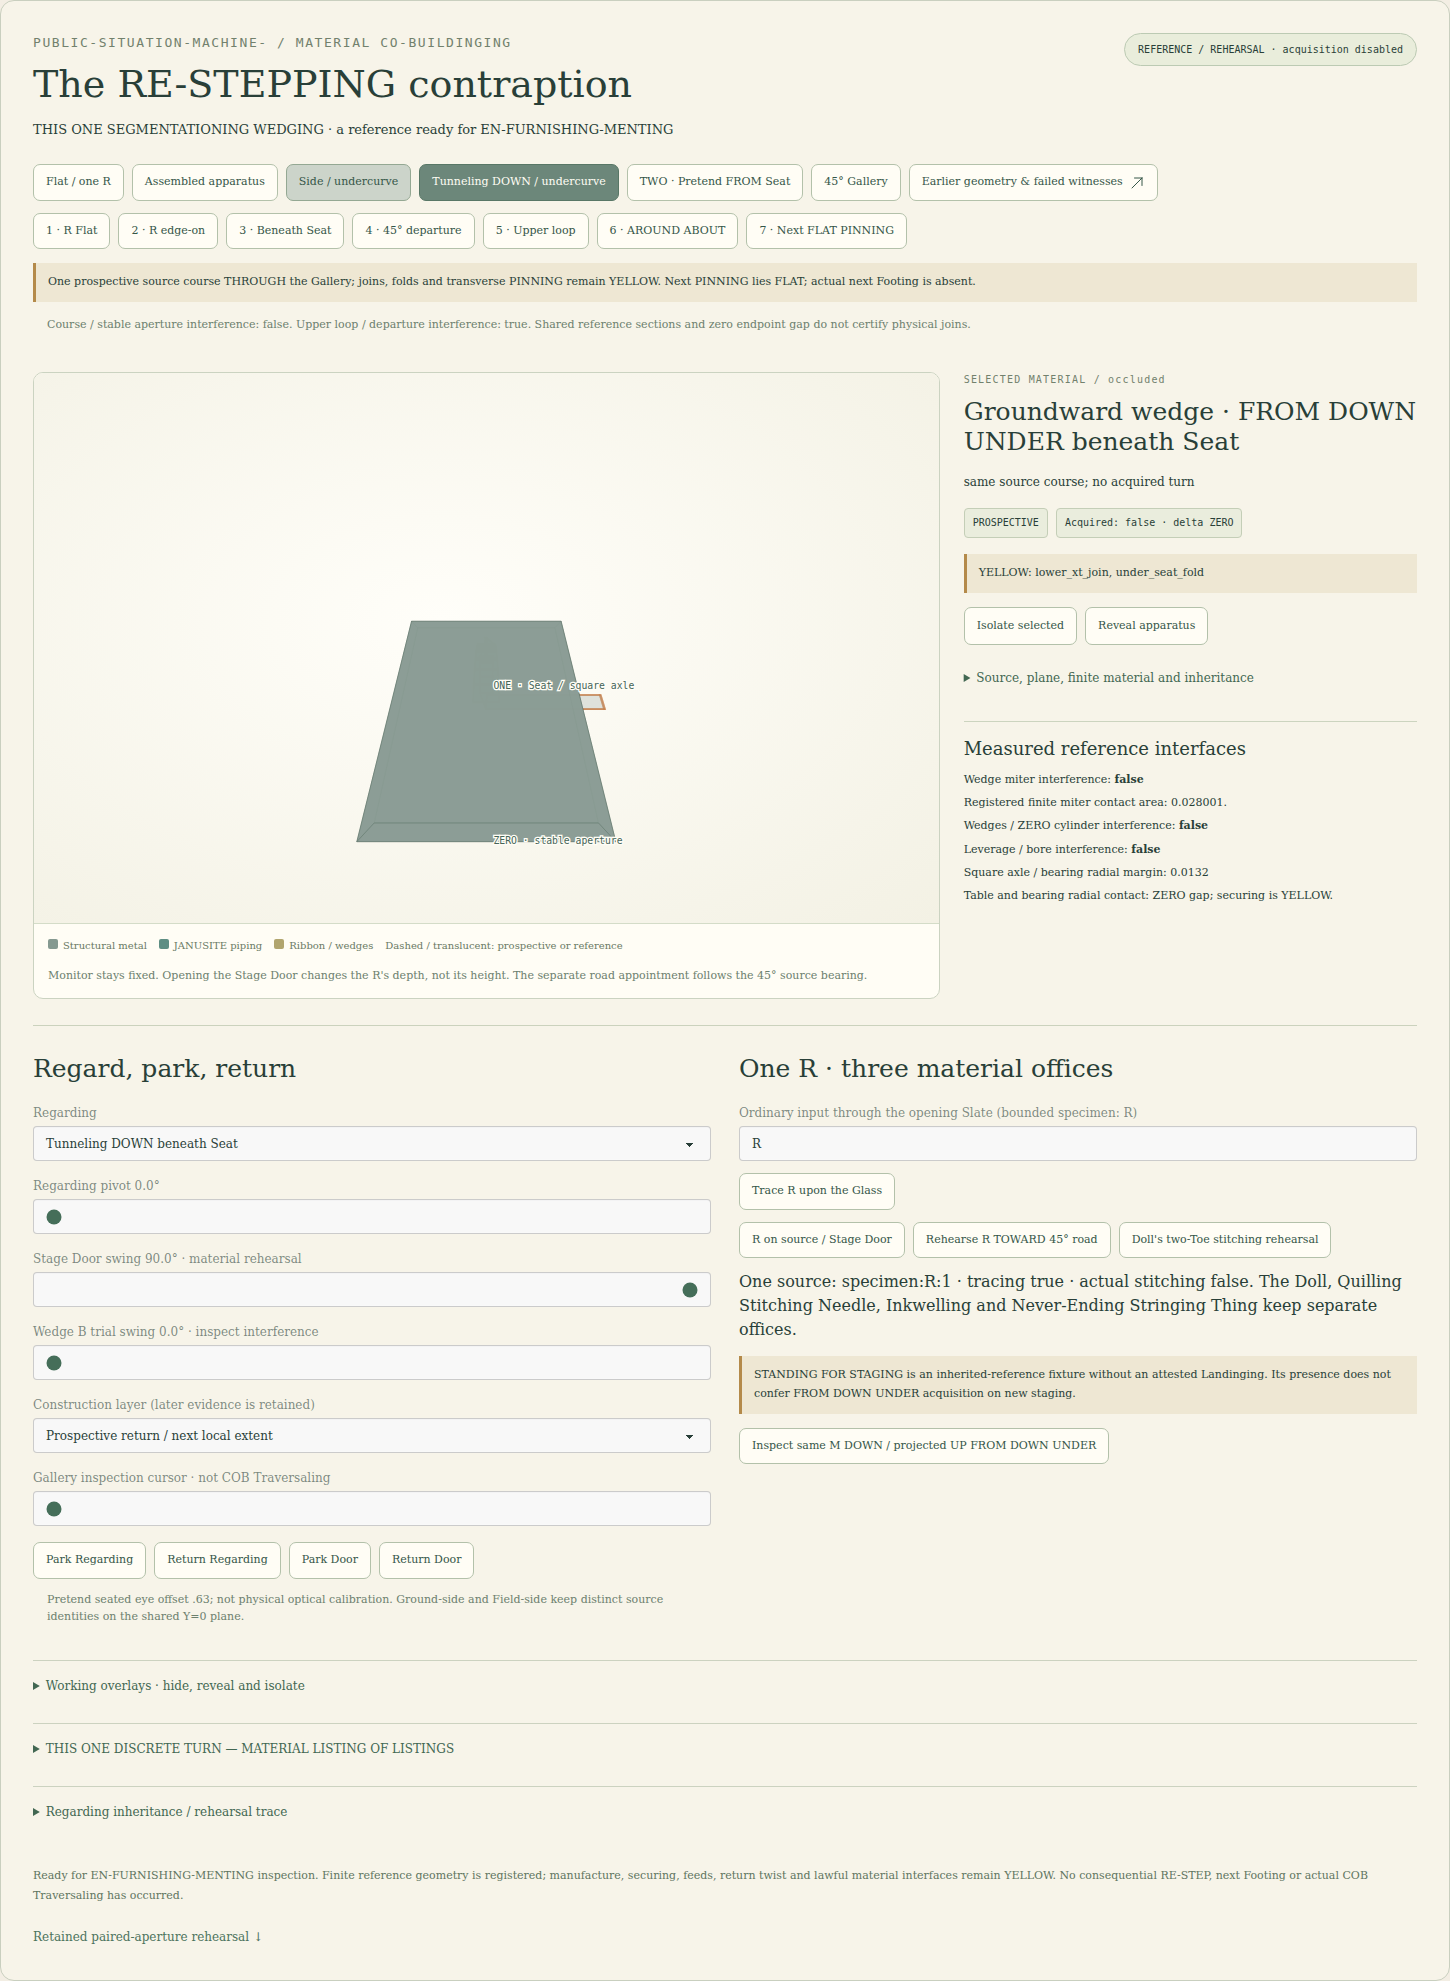 PUBLIC-SITUATION-MACHINE- / MATERIAL CO-BUILDINGING
REFERENCE / REHEARSAL · acquisition disabled
The RE-STEPPING contraption
THIS ONE SEGMENTATIONING WEDGING · a reference ready for EN-FURNISHING-MENTING
Flat / one R
Assembled apparatus
Side / undercurve
Tunneling DOWN / undercurve
TWO · Pretend FROM Seat
45° Gallery
Earlier geometry & failed witnesses
1 · R Flat
2 · R edge-on
3 · Beneath Seat
4 · 45° departure
5 · Upper loop
6 · AROUND ABOUT
7 · Next FLAT PINNING
One prospective source course THROUGH the Gallery; joins, folds and transverse PINNING remain YELLOW. Next PINNING lies FLAT; actual next Footing is absent.
Course / stable aperture interference: false. Upper loop / departure interference: true. Shared reference sections and zero endpoint gap do not certify physical joins.
ONE · Seat / square axle
ZERO · stable aperture
Structural metal
JANUSITE piping
Ribbon / wedges
Dashed / translucent: prospective or reference
Monitor stays fixed. Opening the Stage Door changes the R's depth, not its height. The separate road appointment follows the 45° source bearing.
SELECTED MATERIAL / occluded
Groundward wedge · FROM DOWN
UNDER beneath Seat
same source course; no acquired turn
PROSPECTIVE
Acquired: false · delta ZERO
YELLOW: lower_xt_join, under_seat_fold
Isolate selected
Reveal apparatus
Source, plane, finite material and inheritance
Measured reference interfaces
Wedge miter interference: false
Registered finite miter contact area: 0.028001.
Wedges / ZERO cylinder interference: false
Leverage / bore interference: false
Square axle / bearing radial margin: 0.0132
Table and bearing radial contact: ZERO gap; securing is YELLOW.
Regard, park, return
Regarding
Tunneling DOWN beneath Seat
Regarding pivot 0.0°
Stage Door swing 90.0° · material rehearsal
Wedge B trial swing 0.0° · inspect interference
Construction layer (later evidence is retained)
Prospective return / next local extent
Gallery inspection cursor · not COB Traversaling
Park Regarding
Return Regarding
Park Door
Return Door
Pretend seated eye offset .63; not physical optical calibration. Ground-side and Field-side keep distinct source
identities on the shared Y=0 plane.
One R · three material offices
Ordinary input through the opening Slate (bounded specimen: R)
R
Trace R upon the Glass
R on source / Stage Door
Rehearse R TOWARD 45° road
Doll's two-Toe stitching rehearsal
One source: specimen:R:1 · tracing true · actual stitching false. The Doll, Quilling
Stitching Needle, Inkwelling and Never-Ending Stringing Thing keep separate
offices.
STANDING FOR STAGING is an inherited-reference fixture without an attested Landinging. Its presence does not
confer FROM DOWN UNDER acquisition on new staging.
Inspect same M DOWN / projected UP FROM DOWN UNDER
Working overlays · hide, reveal and isolate
THIS ONE DISCRETE TURN — MATERIAL LISTING OF LISTINGS
Regarding inheritance / rehearsal trace
Ready for EN-FURNISHING-MENTING inspection. Finite reference geometry is registered; manufacture, securing, feeds, return twist and lawful material interfaces remain YELLOW. No consequential RE-STEP, next Footing or actual COB
Traversaling has occurred.
Retained paired-aperture rehearsal ↓